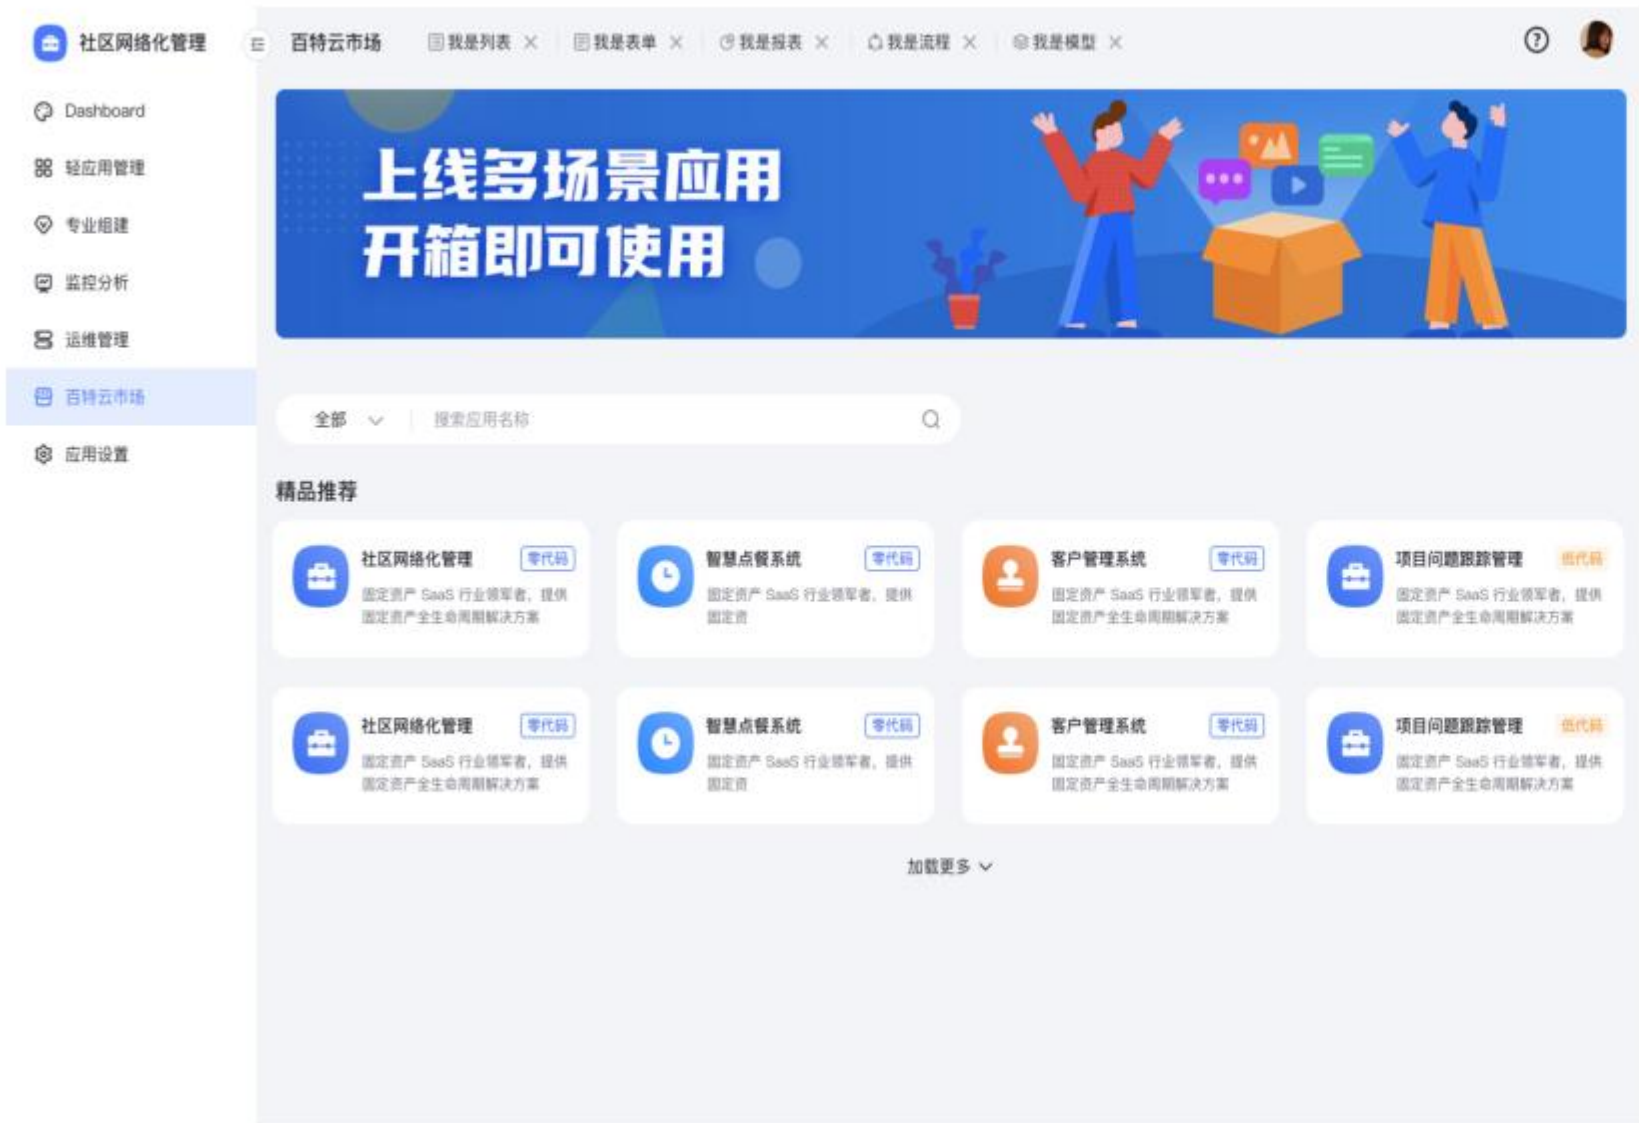 社区网络化管理
百特云市场
我是列表
我是表单
我是报表
我是流程
我是模型
Dashboard
轻应用管理
专业组建
监控分析
运维管理
百特云市场
应用设置
上线多场景应用
开箱即可使用
全部
搜索应用名称
精品推荐
社区网络化管理 零代码
固定资产 SaaS 行业领军者，提供
固定资产全生命周期解决方案
智慧点餐系统 零代码
固定资产 SaaS 行业领军者，提供
固定资
客户管理系统 零代码
固定资产 SaaS 行业领军者，提供
固定资产全生命周期解决方案
项目问题跟踪管理 低代码
固定资产 SaaS 行业领军者，提供
固定资产全生命周期解决方案
社区网络化管理 零代码
固定资产 SaaS 行业领军者，提供
固定资产全生命周期解决方案
智慧点餐系统 零代码
固定资产 SaaS 行业领军者，提供
固定资
客户管理系统 零代码
固定资产 SaaS 行业领军者，提供
固定资产全生命周期解决方案
项目问题跟踪管理 低代码
固定资产 SaaS 行业领军者，提供
固定资产全生命周期解决方案
加载更多